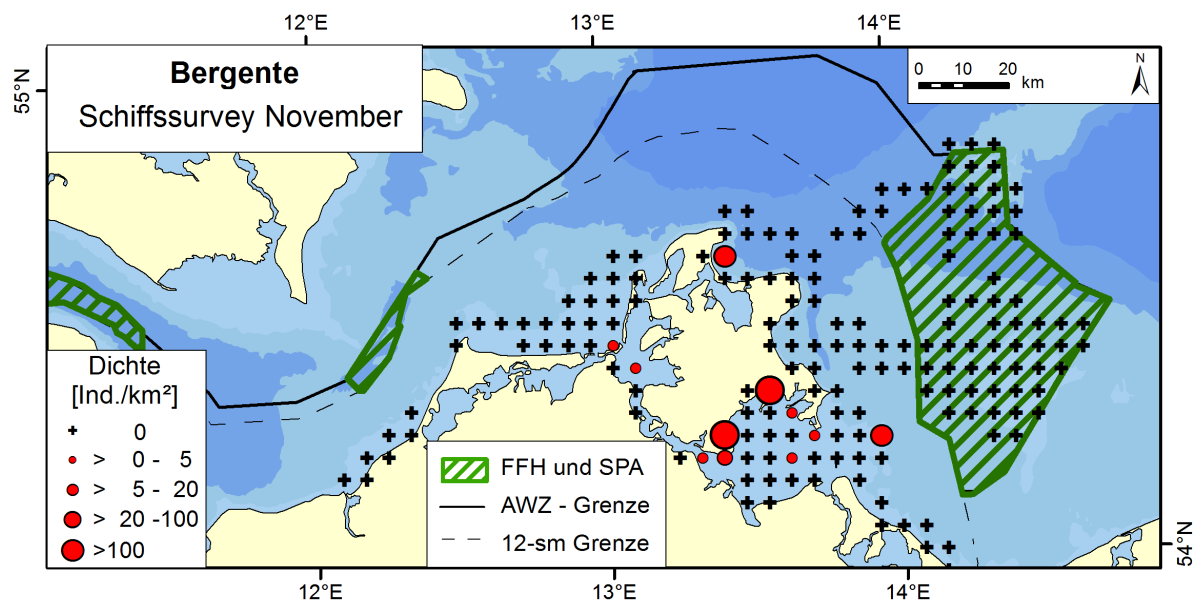 12°E
13°E
14°E
55°N
Bergente
Schiffssurvey November
0 10 20
km
N
Dichte
[Ind./km²]
0
> 0 - 5
> 5 - 20
> 20 -100
>100
FFH und SPA
AWZ - Grenze
12-sm Grenze
54°N
12°E
13°E
14°E